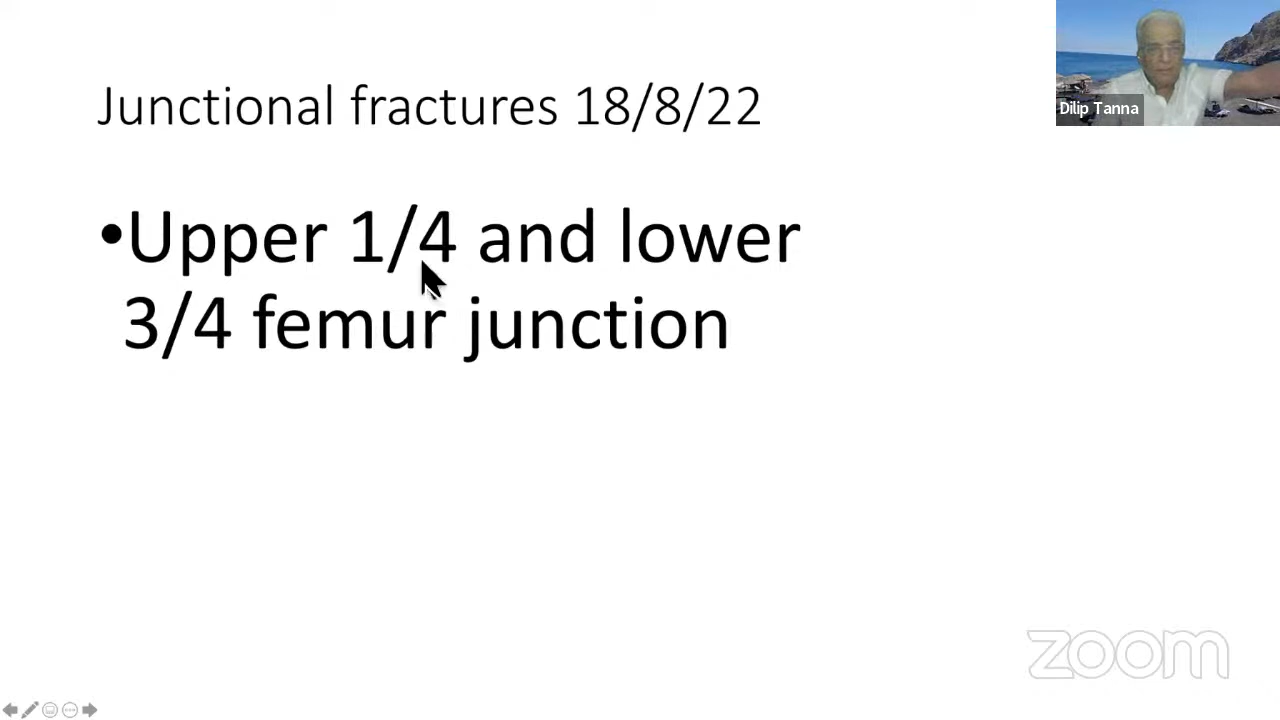 Junctional fractures 18/8/22
Dilip Tanna
•Upper 1/4 and lower
3/4 femur junction
zoom